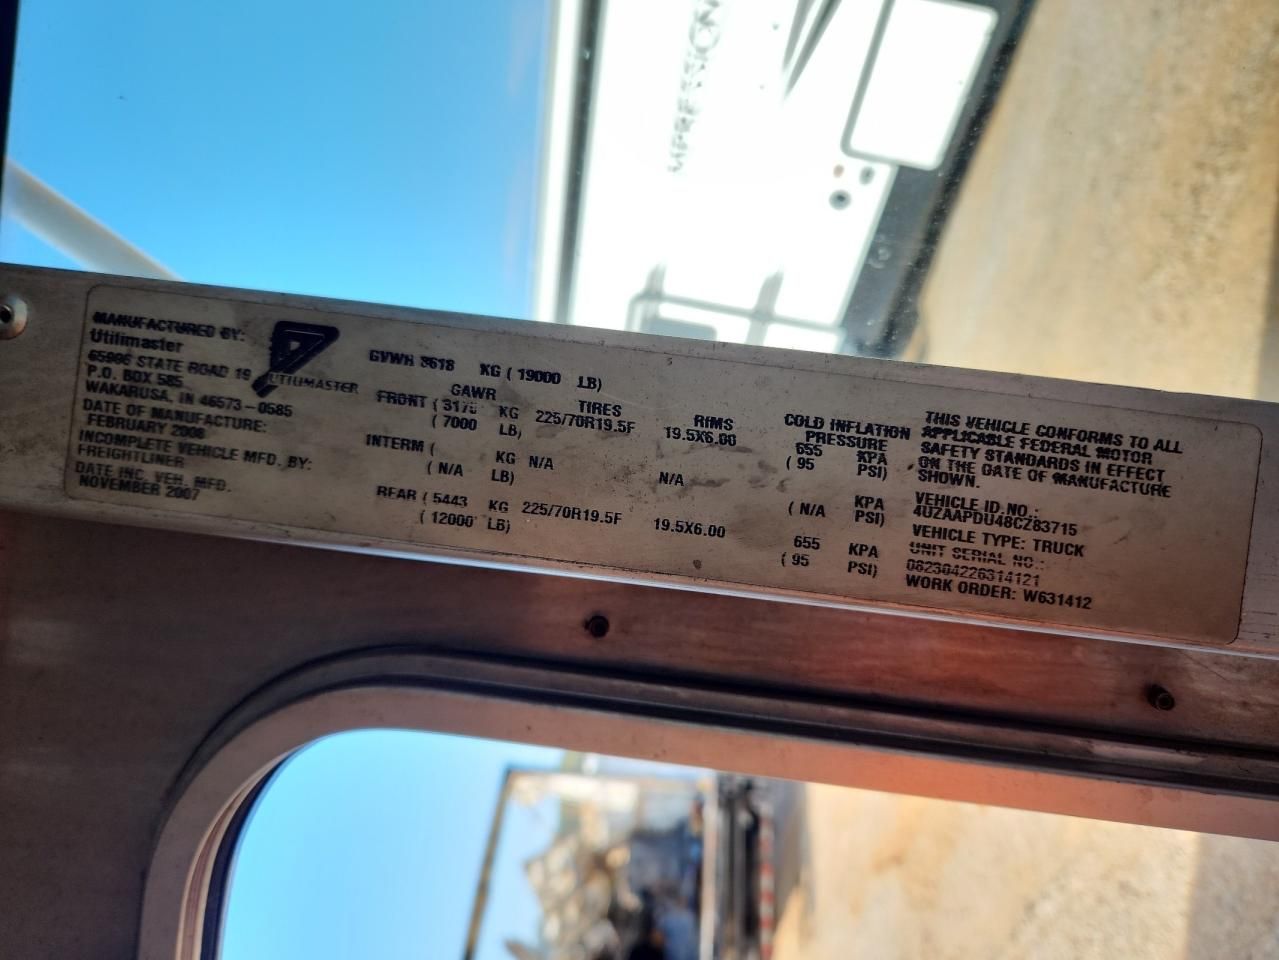 MPRESSION
MANUFACTURED BY:
Utilimaster
65906 STATE ROAD 19
P.O. BOX 585
WAKARUSA, IN 46573-0585
DATE OF MANUFACTURE:
FEBRUARY 2008
INCOMPLETE VEHICLE MFD. BY:
FREIGHTLINER
DATE INC. VEH. MFD.
NOVEMBER 2007
UTILIMASTER
GVWR 8618 KG ( 19000 LB)
GAWR TIRES RIMS COLD INFLATION PRESSURE
FRONT ( 3175 KG 225/70R19.5F 19.5X6.00 655 KPA
( 7000 LB) ( 95 PSI)
INTERM ( KG N/A N/A KPA
( N/A LB) ( N/A PSI)
REAR ( 5443 KG 225/70R19.5F 19.5X6.00 655 KPA
( 12000 LB) ( 95 PSI)
THIS VEHICLE CONFORMS TO ALL
APPLICABLE FEDERAL MOTOR
SAFETY STANDARDS IN EFFECT
ON THE DATE OF MANUFACTURE
SHOWN.
VEHICLE ID NO.:
4UZAAPDU48CZ83715
VEHICLE TYPE: TRUCK
UNIT SERIAL NO.:
082304226314121
WORK ORDER: W631412